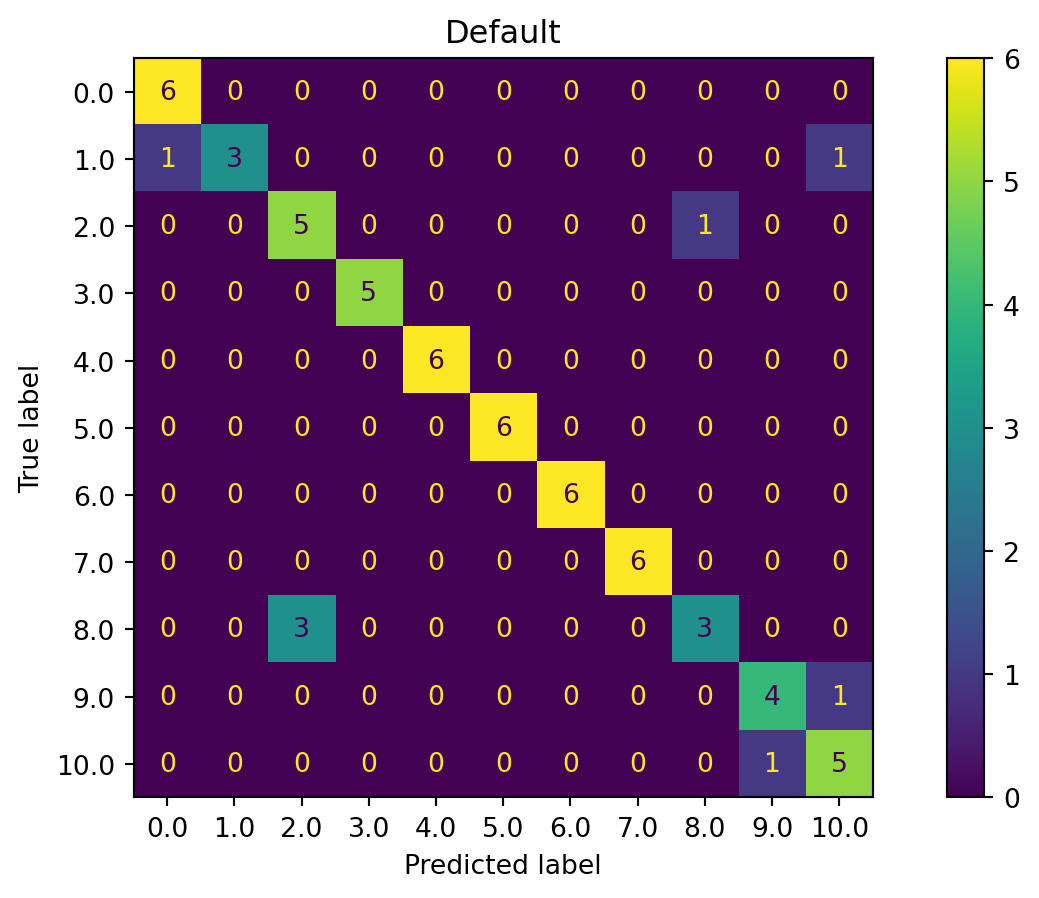 Default
0.0 6 0 0 0 0 0 0 0 0 0 0
1.0 1 3 0 0 0 0 0 0 0 0 1
2.0 0 0 5 0 0 0 0 0 1 0 0
3.0 0 0 0 5 0 0 0 0 0 0 0
4.0 0 0 0 0 6 0 0 0 0 0 0
5.0 0 0 0 0 0 6 0 0 0 0 0
6.0 0 0 0 0 0 0 6 0 0 0 0
7.0 0 0 0 0 0 0 0 6 0 0 0
8.0 0 0 3 0 0 0 0 0 3 0 0
9.0 0 0 0 0 0 0 0 0 0 4 1
10.0 0 0 0 0 0 0 0 0 0 1 5
0.0 1.0 2.0 3.0 4.0 5.0 6.0 7.0 8.0 9.0 10.0
Predicted label
True label
6
5
4
3
2
1
0